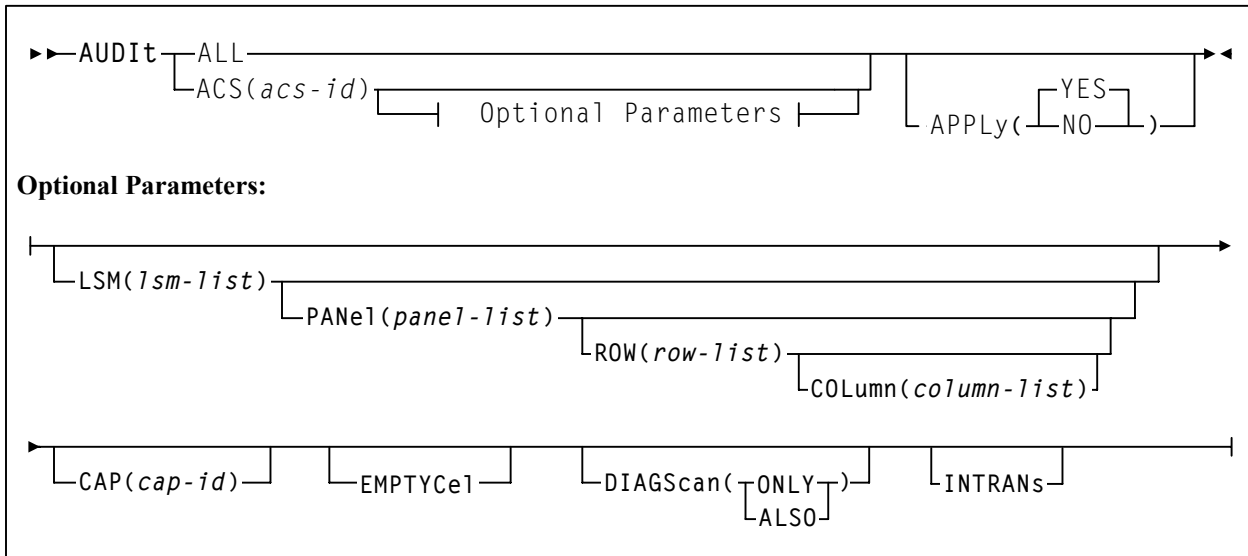 AUDIt ALL
ACS(acs-id)
Optional Parameters
APPLy( YES
NO )
Optional Parameters:
LSM(lsm-list)
PANel(panel-list)
ROW(row-list)
COLumn(column-list)
CAP(cap-id) EMPTYCel DIAGScan( ONLY ) INTRANs
ALSO